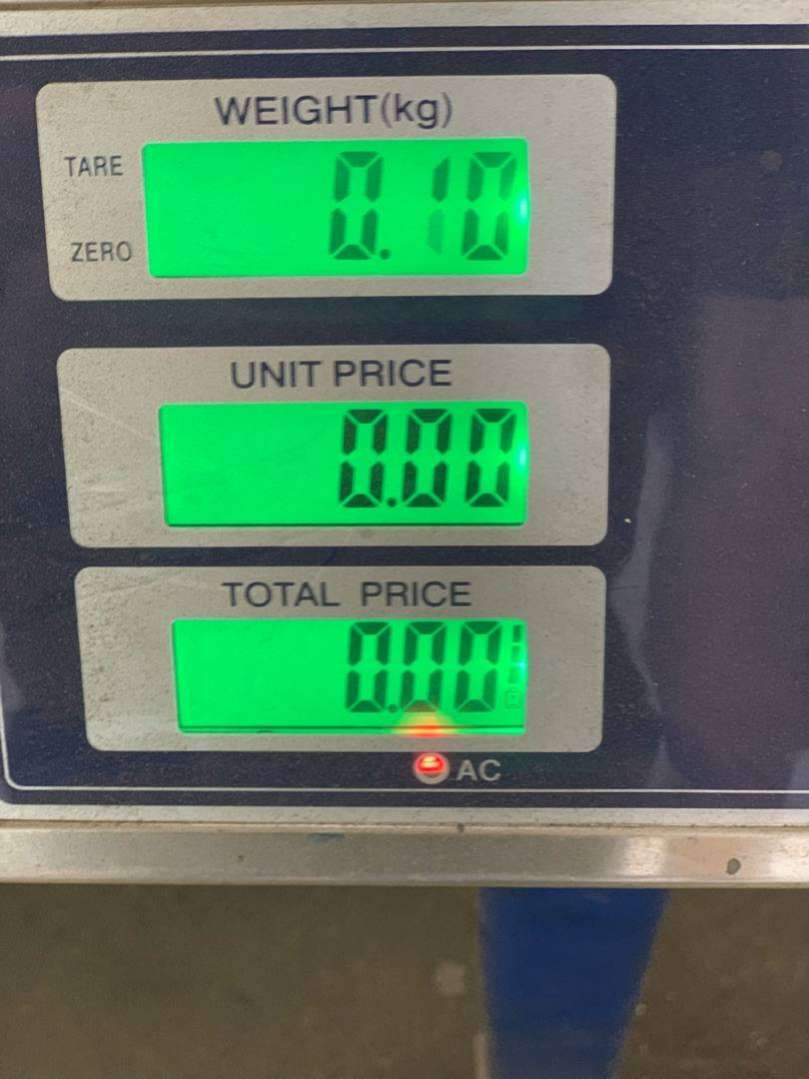 WEIGHT(kg)
TARE
0.10
ZERO
UNIT PRICE
0.00
TOTAL PRICE
0.00
AC